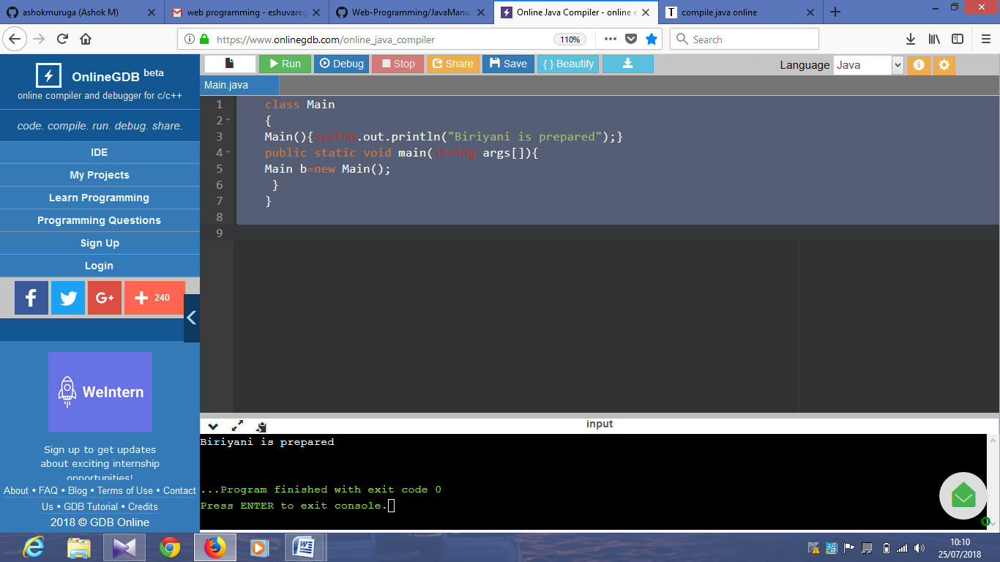 ashokmuruga (Ashok M)
web programming - eshuvareg
Web-Programming/JavaManua
Online Java Compiler - online e
T compile java online
https://www.onlinegdb.com/online_java_compiler
110%
Search
OnlineGDB beta
online compiler and debugger for c/c++
code. compile. run. debug. share.
IDE
My Projects
Learn Programming
Programming Questions
Sign Up
Login
240
WeIntern
Sign up to get updates
about exciting internship
opportunities!
About • FAQ • Blog • Terms of Use • Contact
Us • GDB Tutorial • Credits
2018 © GDB Online
Run Debug Stop Share Save { } Beautify
Language Java
Main.java
1 class Main
2 {
3 Main(){System.out.println("Biriyani is prepared");}
4 public static void main(String args[]){
5 Main b=new Main();
6 }
7 }
8
9
input
Biriyani is prepared
...Program finished with exit code 0
Press ENTER to exit console.
10:10
25/07/2018